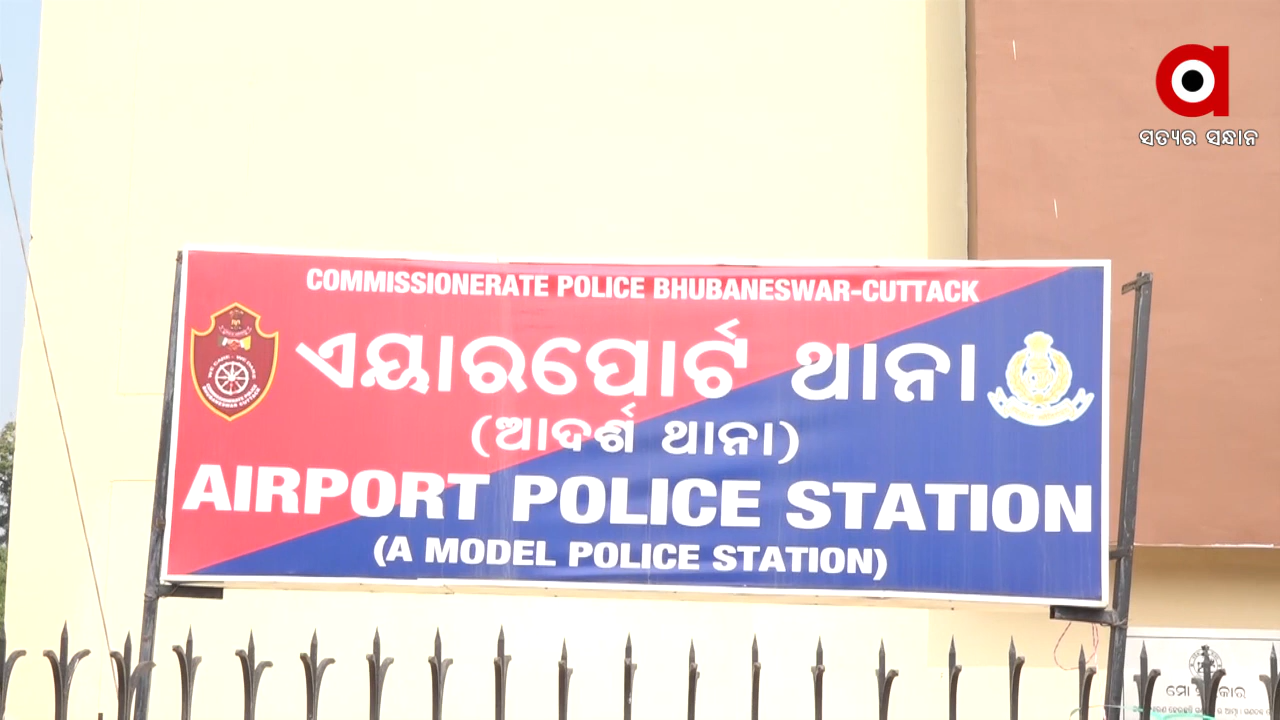 ସତ୍ୟର ସନ୍ଧାନ
COMMISSIONERATE POLICE BHUBANESWAR-CUTTACK
ଏୟାରପୋର୍ଟ ଥାନା
(ଆଦର୍ଶ ଥାନା)
AIRPORT POLICE STATION
(A MODEL POLICE STATION)
ମୋ